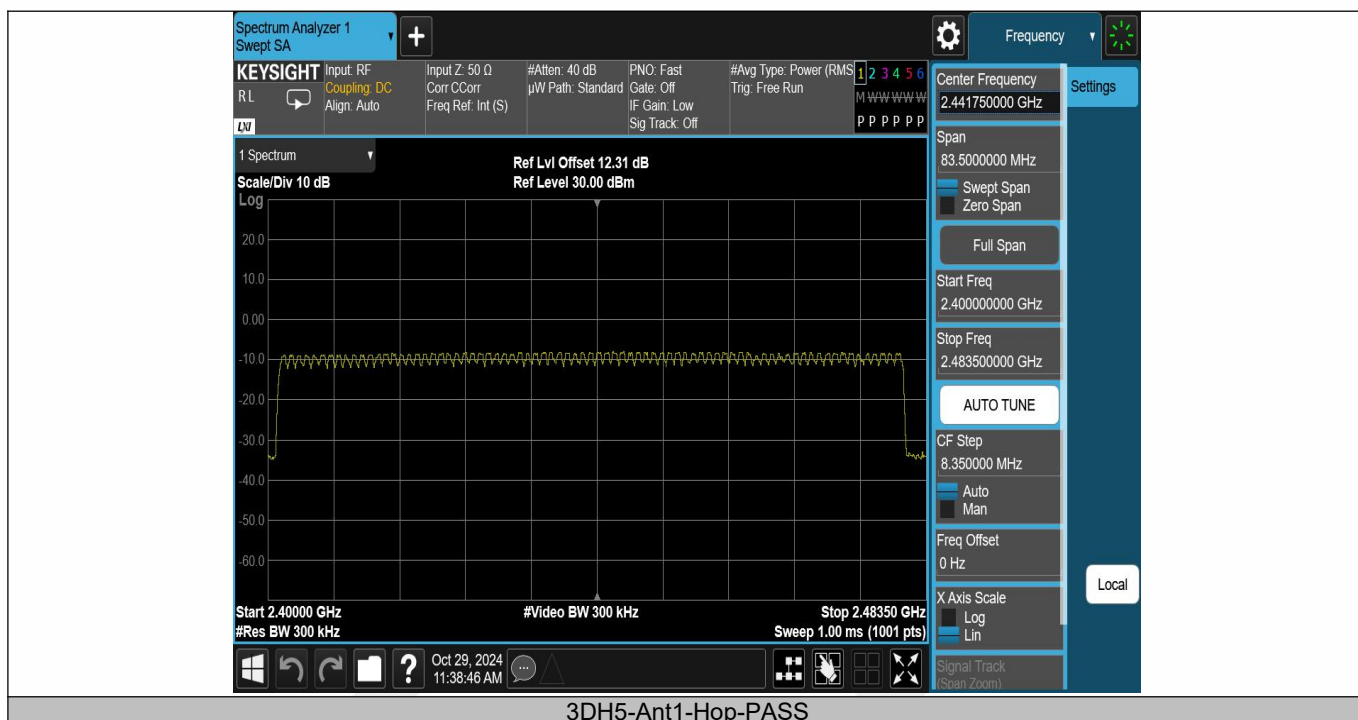 Spectrum Analyzer 1
Swept SA
+
Frequency
KEYSIGHT
Input: RF
Coupling: DC
Align: Auto
Input Z: 50 Ω
Corr CCorr
Freq Ref: Int (S)
#Atten: 40 dB
µW Path: Standard
PNO: Fast
Gate: Off
IF Gain: Low
Sig Track: Off
#Avg Type: Power (RMS
Trig: Free Run
1 2 3 4 5 6
M W W W W W
P P P P P P
R L
LXI
1 Spectrum
Scale/Div 10 dB
Log
Ref Lvl Offset 12.31 dB
Ref Level 30.00 dBm
20.0
10.0
0.00
-10.0
-20.0
-30.0
-40.0
-50.0
-60.0
Start 2.40000 GHz
#Res BW 300 kHz
#Video BW 300 kHz
Stop 2.48350 GHz
Sweep 1.00 ms (1001 pts)
Center Frequency
2.441750000 GHz
Settings
Span
83.5000000 MHz
Swept Span
Zero Span
Full Span
Start Freq
2.400000000 GHz
Stop Freq
2.483500000 GHz
AUTO TUNE
CF Step
8.350000 MHz
Auto
Man
Freq Offset
0 Hz
X Axis Scale
Log
Lin
Signal Track
(Span Zoom)
Local
?
Oct 29, 2024
11:38:46 AM
3DH5-Ant1-Hop-PASS